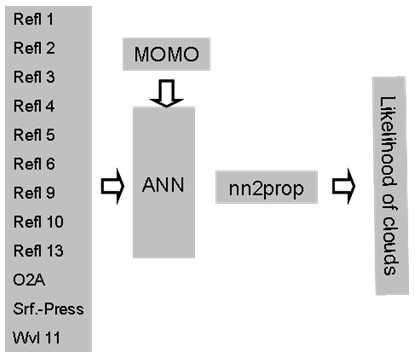 Refl 1
Refl 2
Refl 3
Refl 4
Refl 5
Refl 6
Refl 9
Refl 10
Refl 13
O2A
Srf.-Press
Wvl 11
MOMO
ANN
nn2prop
Likelihood of clouds